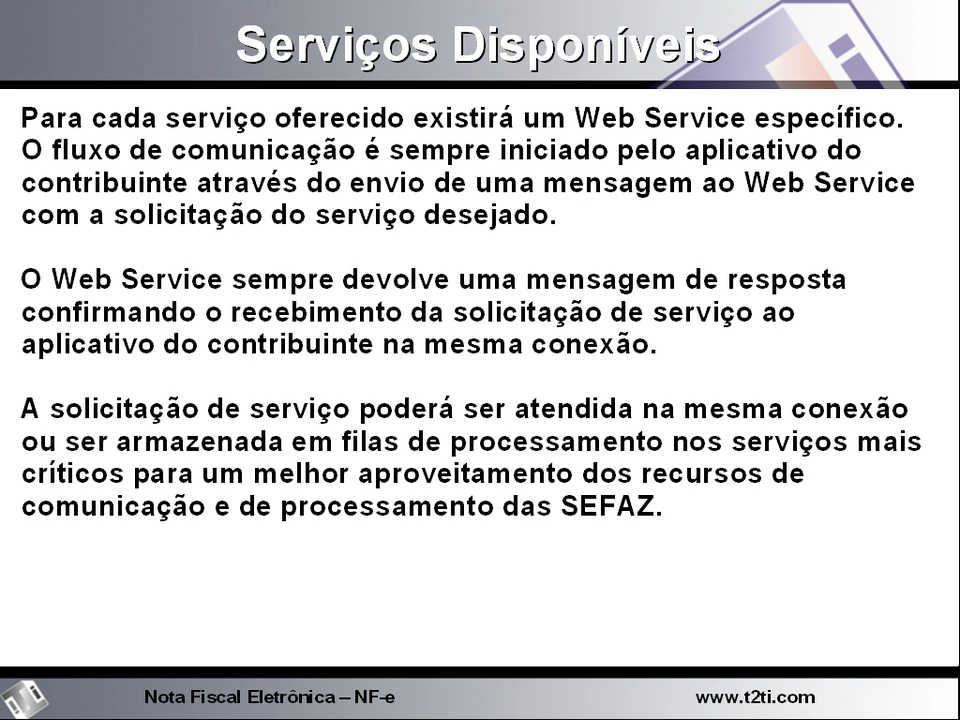 Serviços Disponíveis
Para cada serviço oferecido existirá um Web Service específico.
O fluxo de comunicação é sempre iniciado pelo aplicativo do
contribuinte através do envio de uma mensagem ao Web Service
com a solicitação do serviço desejado.
O Web Service sempre devolve uma mensagem de resposta
confirmando o recebimento da solicitação de serviço ao
aplicativo do contribuinte na mesma conexão.
A solicitação de serviço poderá ser atendida na mesma conexão
ou ser armazenada em filas de processamento nos serviços mais
críticos para um melhor aproveitamento dos recursos de
comunicação e de processamento das SEFAZ.
Nota Fiscal Eletrônica – NF-e
www.t2ti.com